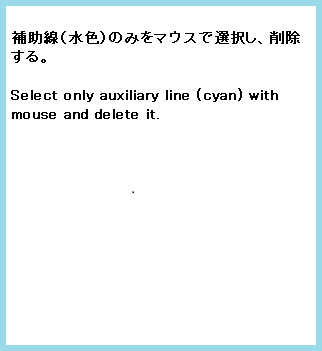 補助線(水色)のみをマウスで選択し、削除
する。
Select only auxiliary line (cyan) with
mouse and delete it.